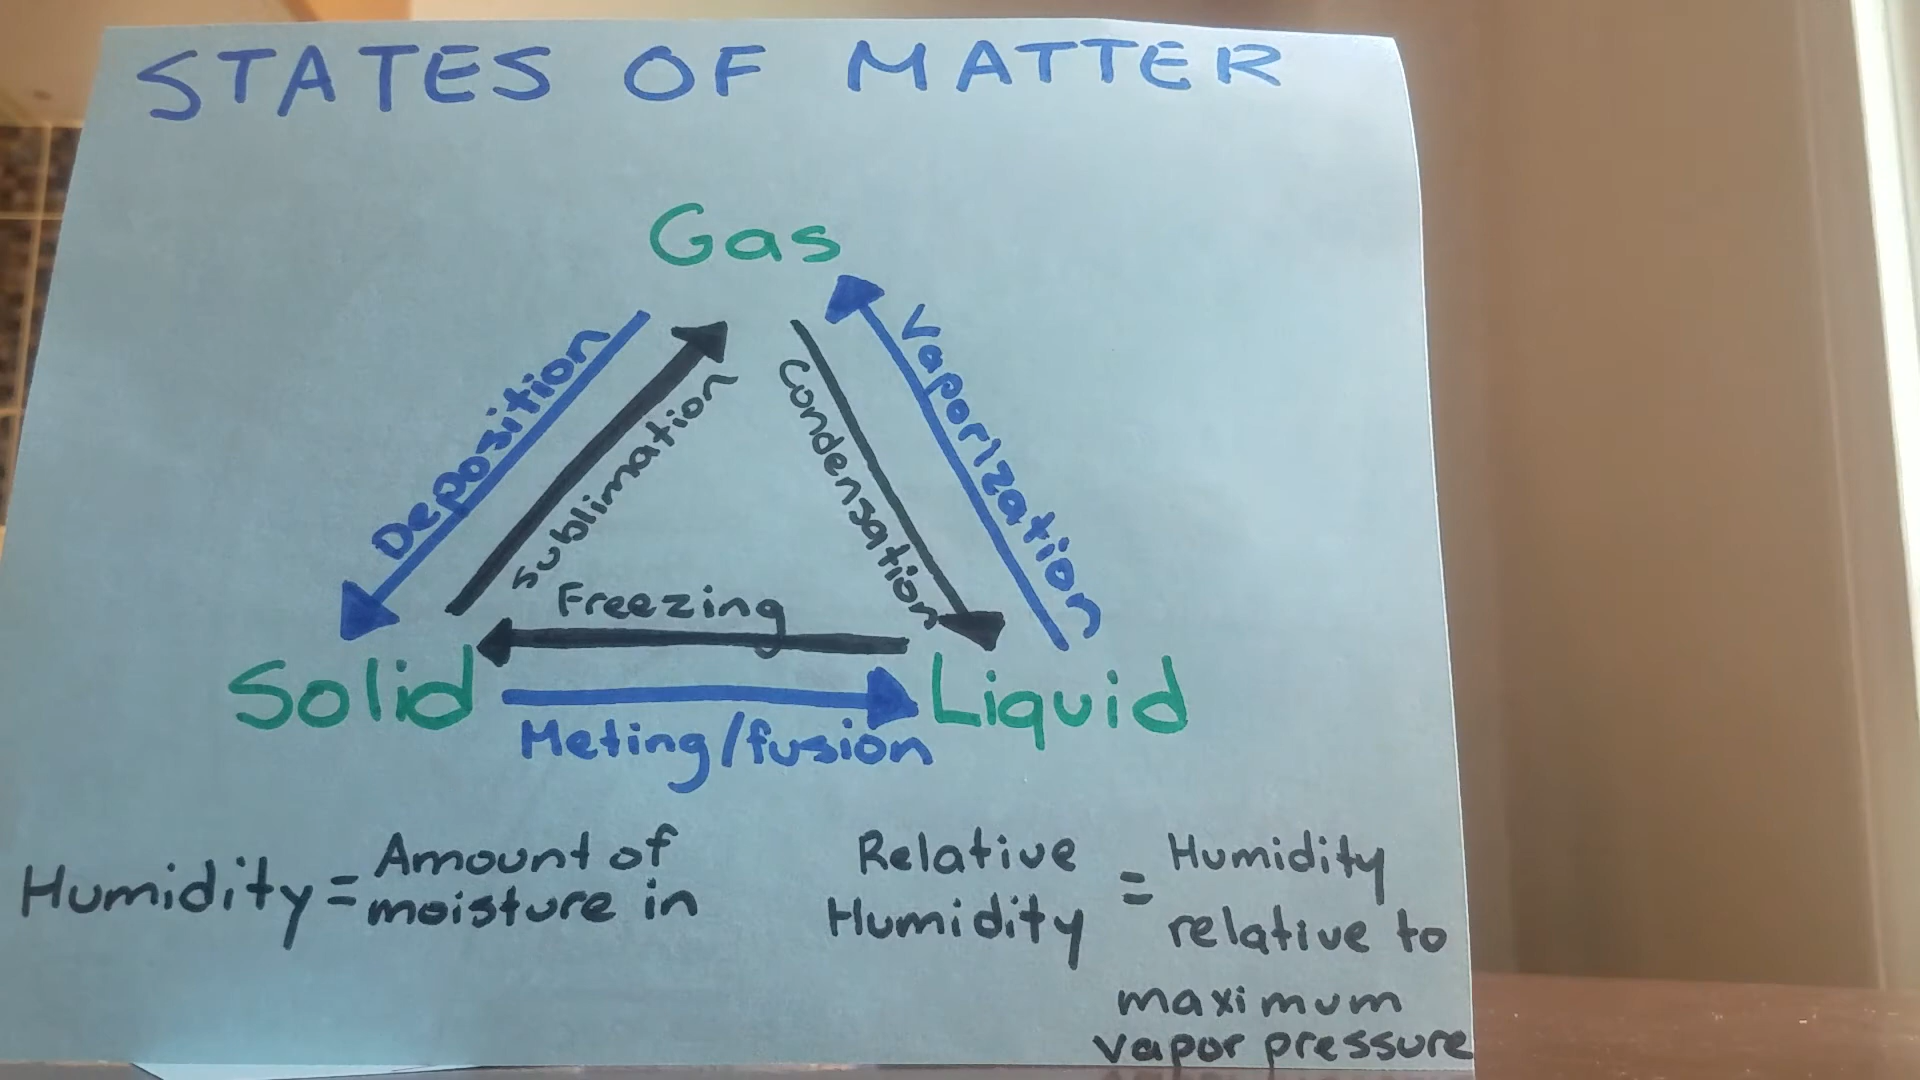 STATES OF MATTER
Gas
Deposition
Sublimation
Condensation
Vaporization
Freezing
Solid
Liquid
Meting/fusion
Humidity = Amount of
moisture in
Relative
Humidity
= Humidity
relative to
maximum
vapor pressure